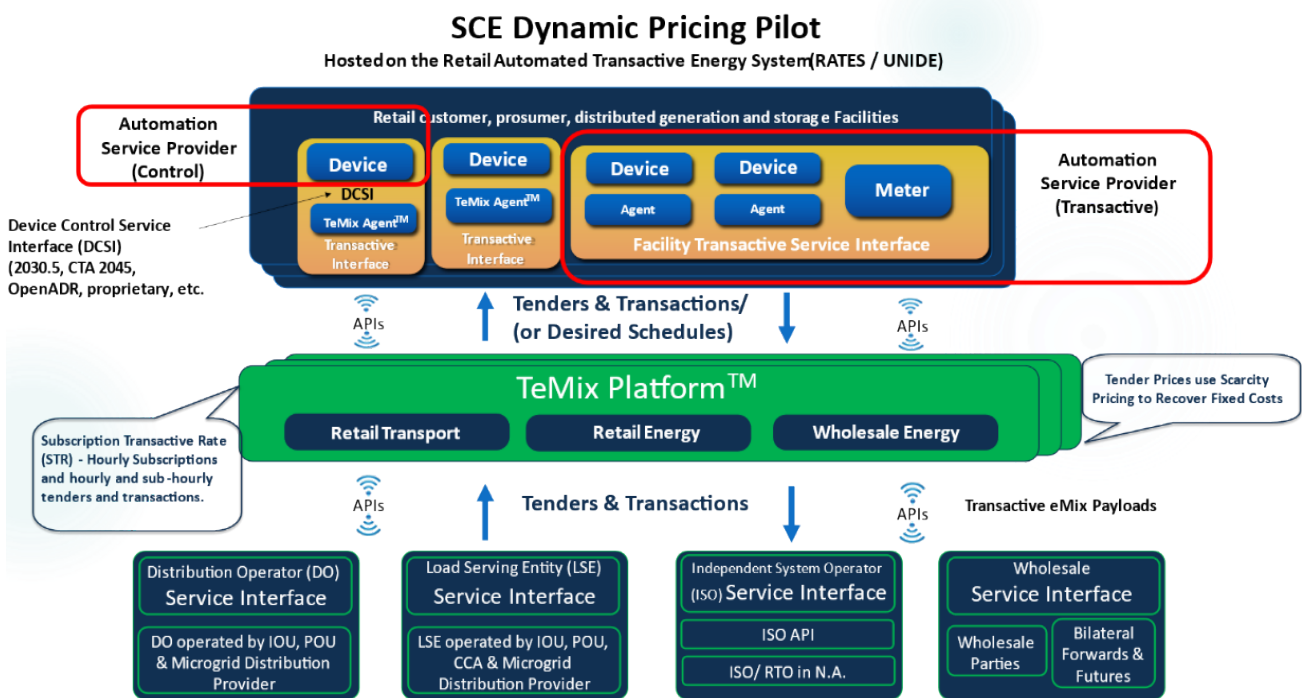 SCE Dynamic Pricing Pilot
Hosted on the Retail Automated Transactive Energy System(RATES / UNIDE)
Retail customer, prosumer, distributed generation and storage Facilities
Automation
Service Provider
(Control)
Device
DCSI
TeMix Agent™
Transactive
Interface
Device
TeMix Agent™
Transactive
Interface
Device
Agent
Device
Agent
Meter
Facility Transactive Service Interface
Automation
Service Provider
(Transactive)
Device Control Service
Interface (DCSI)
(2030.5, CTA 2045,
OpenADR, proprietary, etc.
APIs
Tenders & Transactions/
(or Desired Schedules)
APIs
TeMix Platform™
Retail Transport
Retail Energy
Wholesale Energy
Tender Prices use Scarcity
Pricing to Recover Fixed Costs
Subscription Transactive Rate
(STR) - Hourly Subscriptions
and hourly and sub-hourly
tenders and transactions.
APIs
Tenders & Transactions
APIs
Transactive eMix Payloads
Distribution Operator (DO)
Service Interface
DO operated by IOU, POU
& Microgrid Distribution
Provider
Load Serving Entity (LSE)
Service Interface
LSE operated by IOU, POU,
CCA & Microgrid
Distribution Provider
Independent System Operator
(ISO) Service Interface
ISO API
ISO/ RTO in N.A.
Wholesale
Service Interface
Wholesale
Parties
Bilateral
Forwards &
Futures